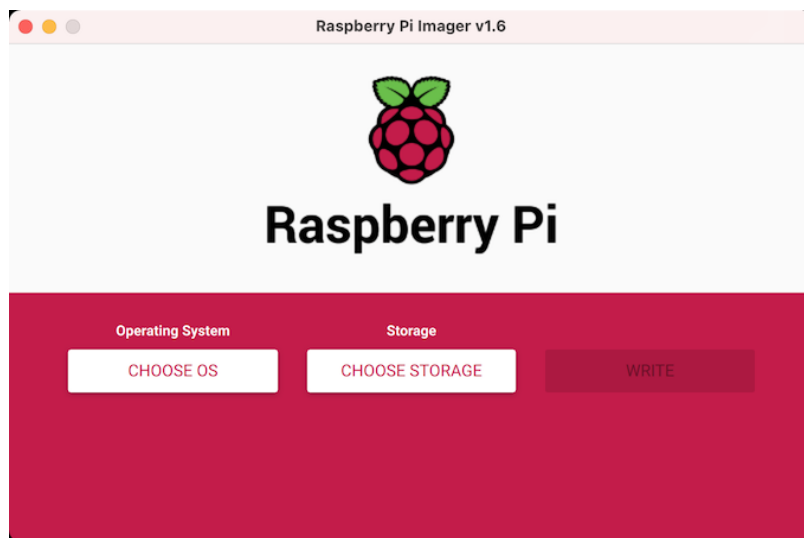 Raspberry Pi Imager v1.6
Raspberry Pi
Operating System
Storage
CHOOSE OS
CHOOSE STORAGE
WRITE